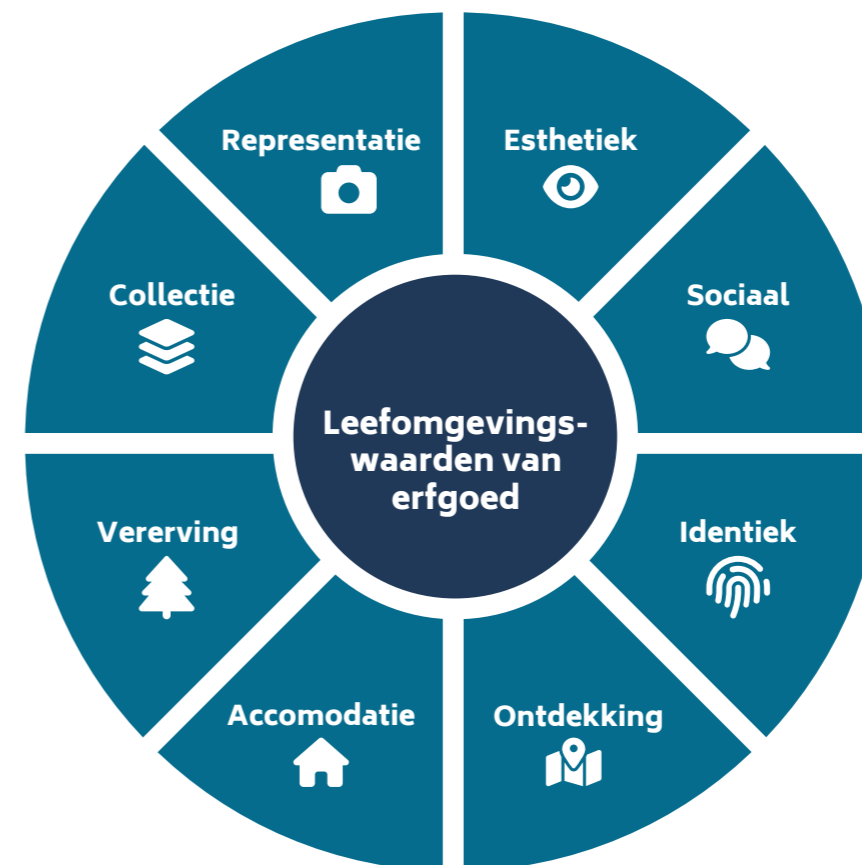 Representatie
Esthetiek
Collectie
Sociaal
Leefomgevings-
waarden van
erfgoed
Vererving
Identiek
Accomodatie
Ontdekking